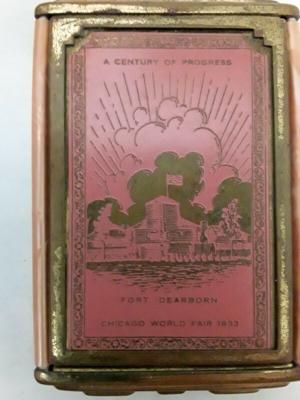 A CENTURY OF PROGRESS
FORT DEARBORN
CHICAGO WORLD FAIR 1933